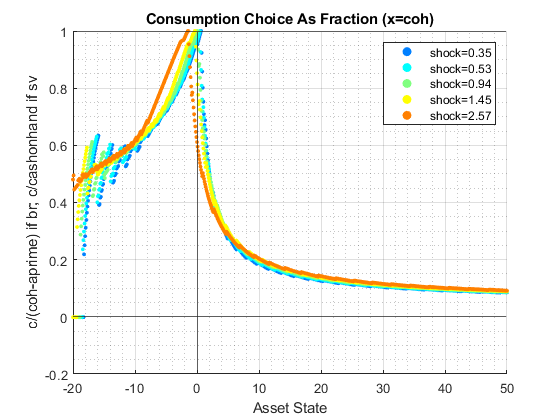 Consumption Choice As Fraction (x=coh)
1
0.8
0.6
0.4
0.2
0
-0.2
c/(coh-aprime) if br; c/cashonhand if sv
shock=0.35
shock=0.53
shock=0.94
shock=1.45
shock=2.57
-20 -10 0 10 20 30 40 50
Asset State